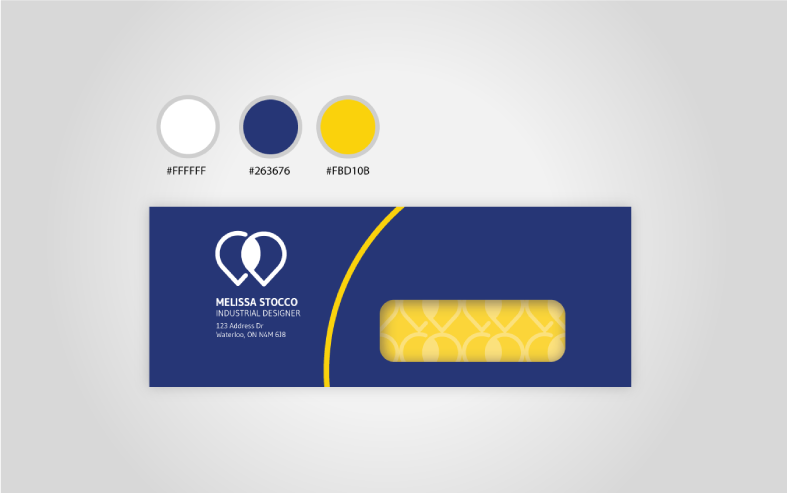 #FFFFFF
#263676
#FBD10B
MELISSA STOCCO
INDUSTRIAL DESIGNER
123 Address Dr
Waterloo, ON N4M 6J8